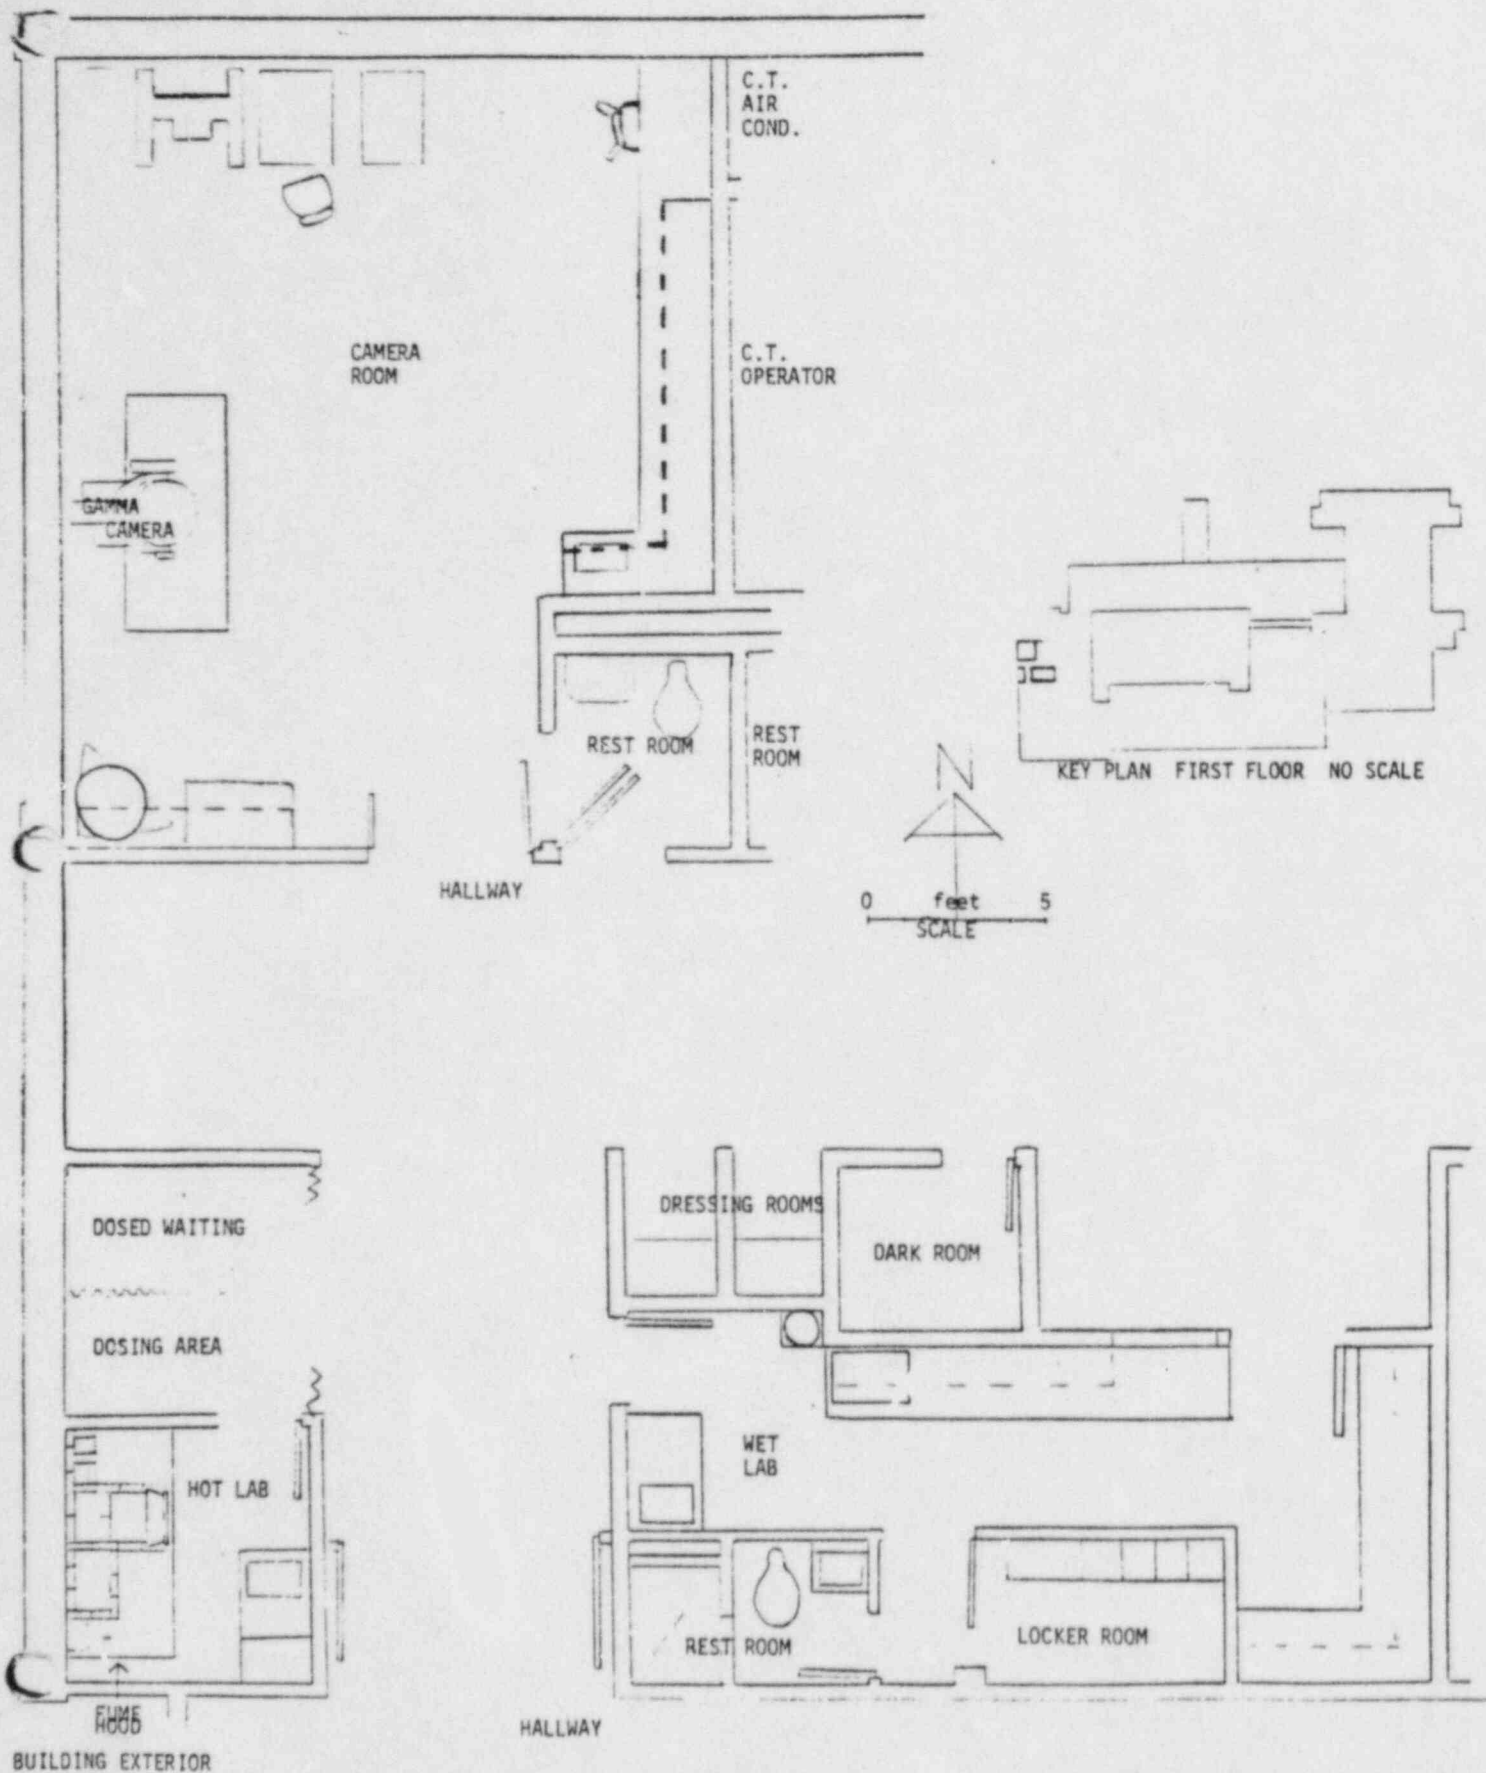 C.T.
AIR
COND.
CAMERA
ROOM
C.T.
OPERATOR
GAMMA
CAMERA
REST ROOM
REST
ROOM
KEY PLAN FIRST FLOOR NO SCALE
N
HALLWAY
0 feet 5
SCALE
DRESSING ROOMS
DOSED WAITING
DARK ROOM
DOSING AREA
WET
LAB
HOT LAB
REST ROOM
LOCKER ROOM
FUME
HOOD
HALLWAY
BUILDING EXTERIOR